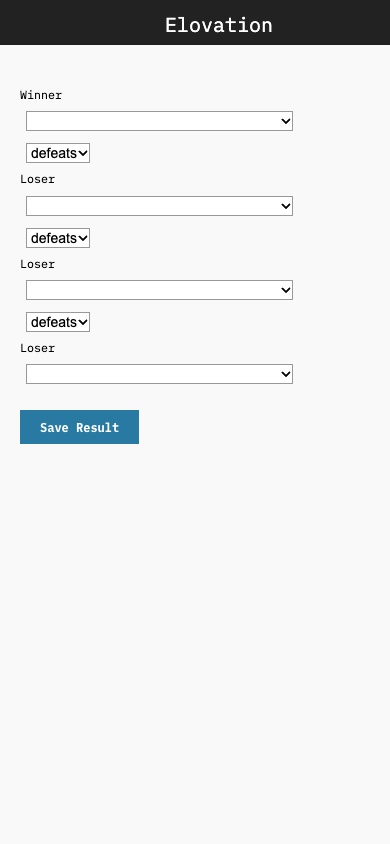 Elovation
Winner
defeats
Loser
defeats
Loser
defeats
Loser
Save Result